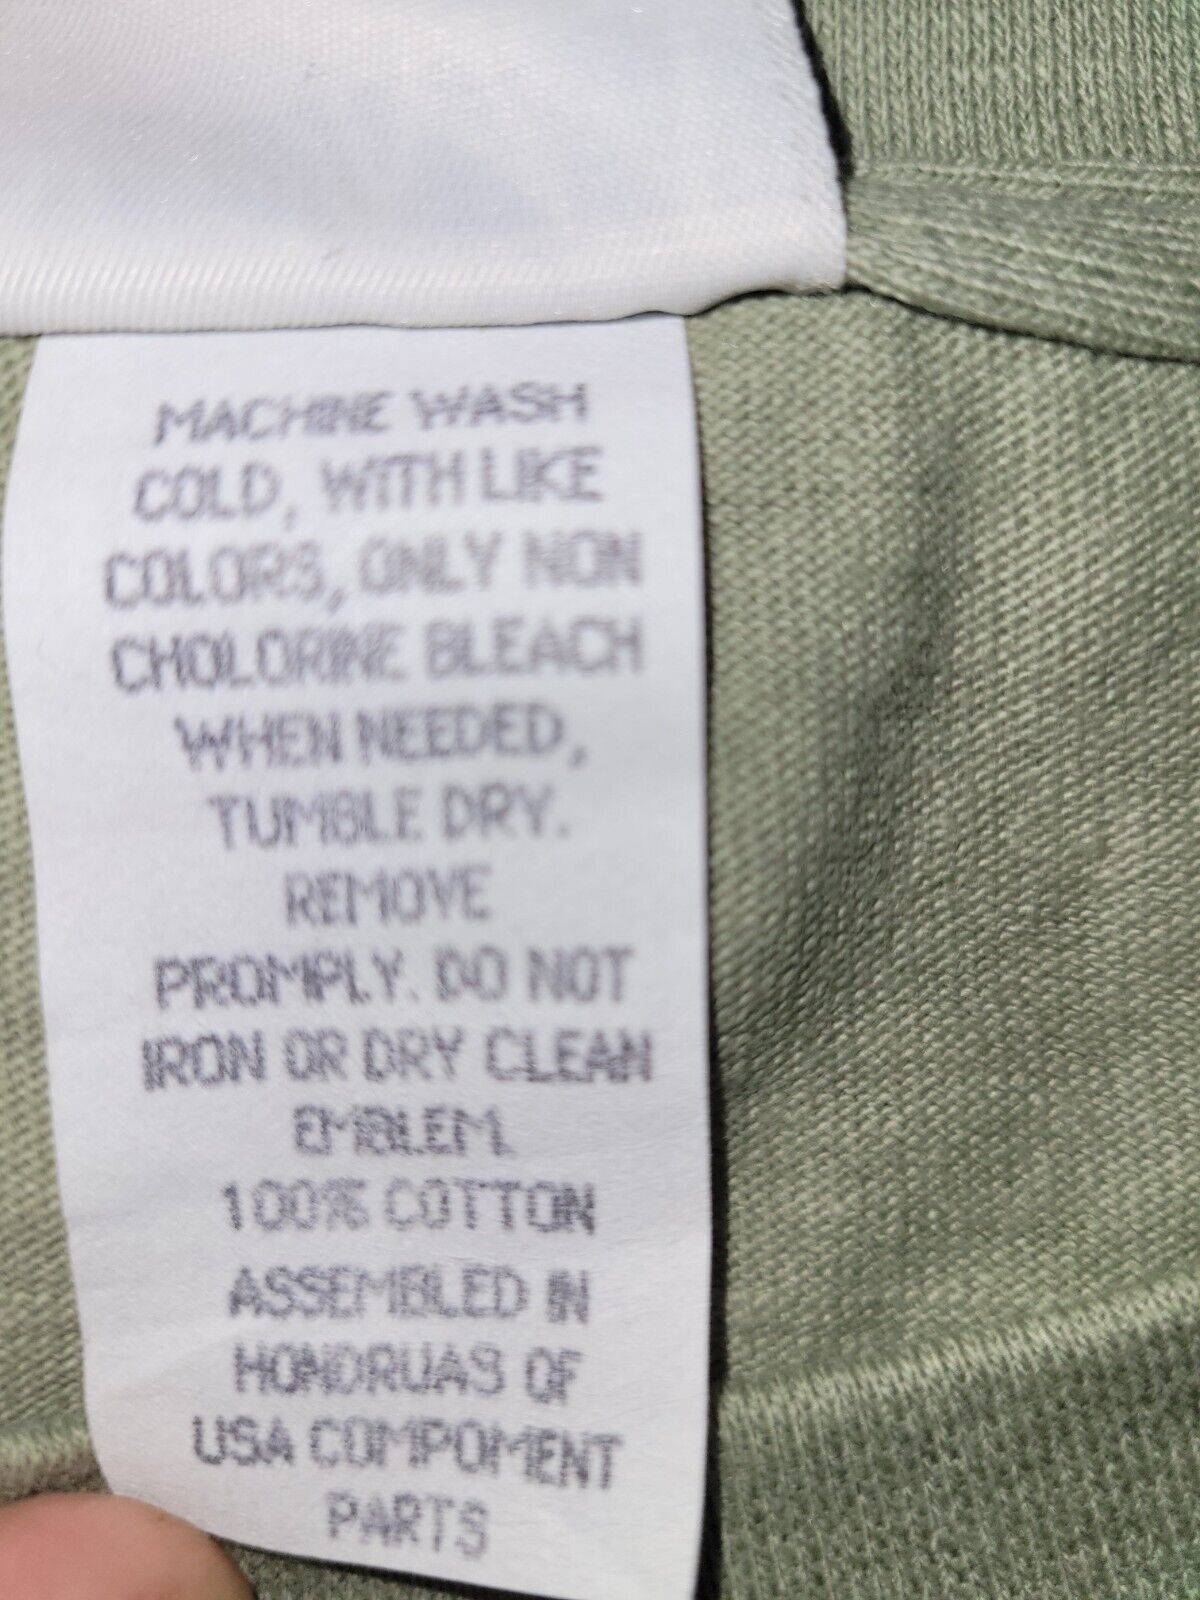 MACHINE WASH
COLD, WITH LIKE
COLORS, ONLY NON
CHOLORINE BLEACH
WHEN NEEDED,
TUMBLE DRY.
REMOVE
PROMPLY. DO NOT
IRON OR DRY CLEAN
EMBLEM.
100% COTTON
ASSEMBLED IN
HONDRUAS OF
USA COMPOMENT
PARTS